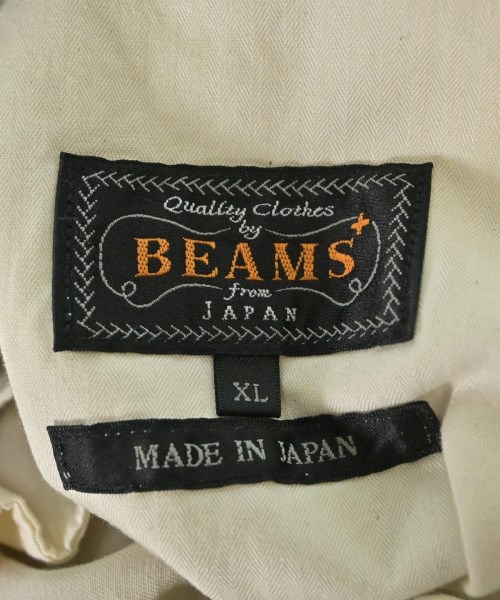 Quality Clothes
by
BEAMS+
from
JAPAN
XL
MADE IN JAPAN